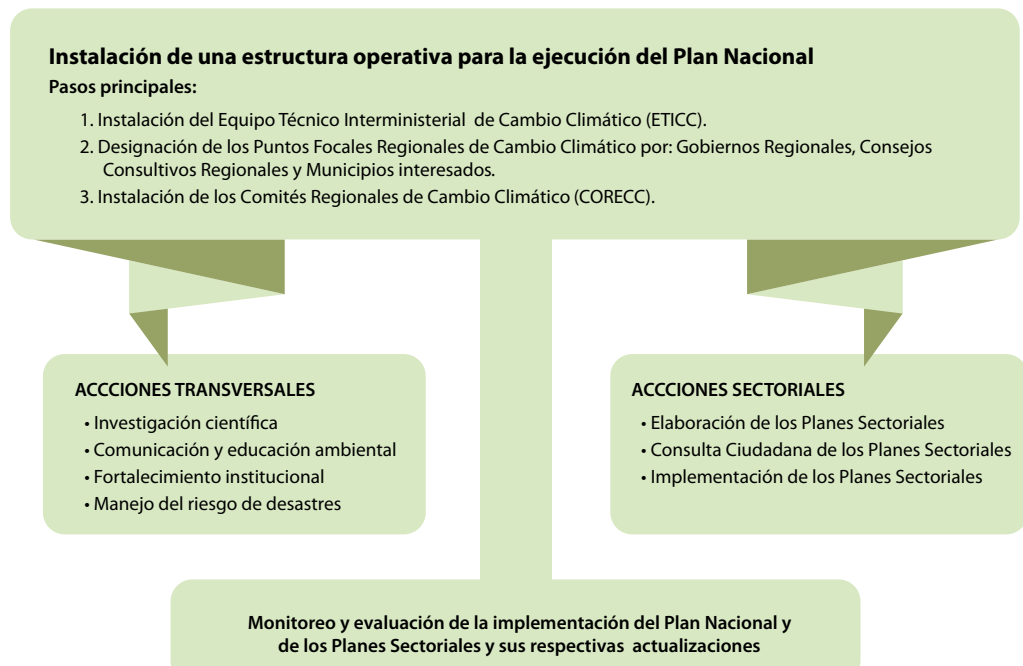 Instalación de una estructura operativa para la ejecución del Plan Nacional
Pasos principales:
1. Instalación del Equipo Técnico Interministerial de Cambio Climático (ETICC).
2. Designación de los Puntos Focales Regionales de Cambio Climático por: Gobiernos Regionales, Consejos
Consultivos Regionales y Municipios interesados.
3. Instalación de los Comités Regionales de Cambio Climático (CORECC).
ACCCIONES TRANSVERSALES
• Investigación científica
• Comunicación y educación ambiental
• Fortalecimiento institucional
• Manejo del riesgo de desastres
ACCCIONES SECTORIALES
• Elaboración de los Planes Sectoriales
• Consulta Ciudadana de los Planes Sectoriales
• Implementación de los Planes Sectoriales
Monitoreo y evaluación de la implementación del Plan Nacional y
de los Planes Sectoriales y sus respectivas actualizaciones